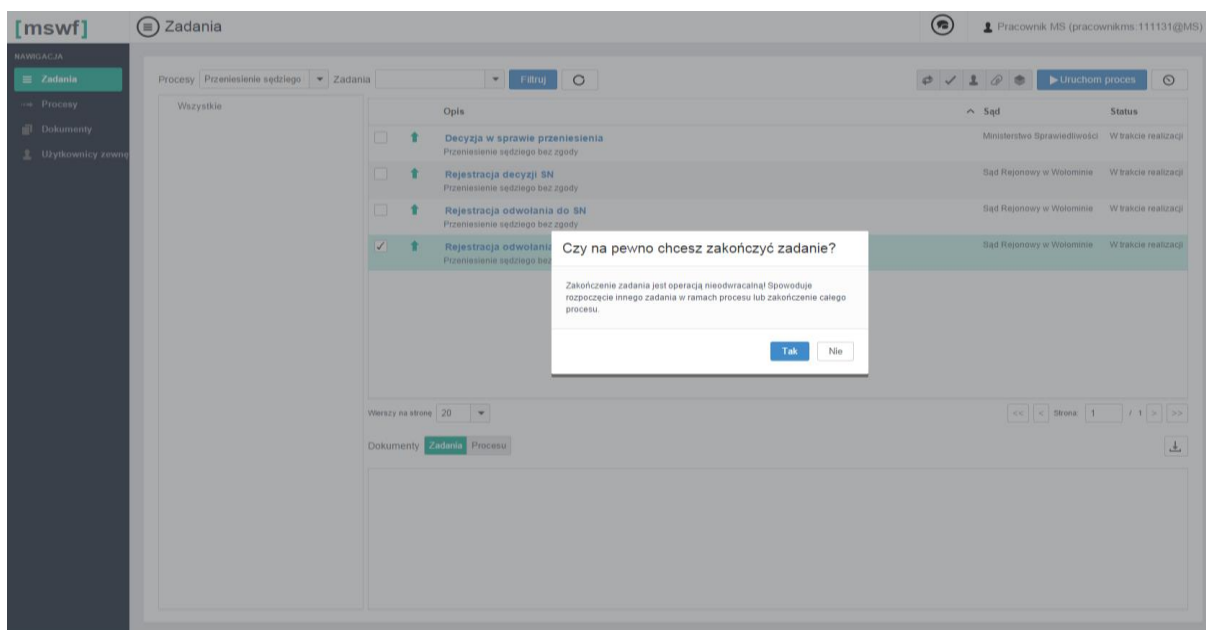 [mswf]
Zadania
Pracownik MS (pracownikms:111131@MS)
NAWIGACJA
Zadania
Procesy
Dokumenty
Użytkownicy zewnę
Procesy Przeniesienie sędziego Zadania Filtruj Uruchom proces
Wszystkie
Opis Sąd Status
Decyzja w sprawie przeniesienia Ministerstwo Sprawiedliwości W trakcie realizacji
Przeniesienie sędziego bez zgody
Rejestracja decyzji SN Sąd Rejonowy w Wołominie W trakcie realizacji
Przeniesienie sędziego bez zgody
Rejestracja odwołania do SN Sąd Rejonowy w Wołominie W trakcie realizacji
Przeniesienie sędziego bez zgody
Rejestracja odwołania Sąd Rejonowy w Wołominie W trakcie realizacji
Przeniesienie sędziego bez
Czy na pewno chcesz zakończyć zadanie?
Zakończenie zadania jest operacją nieodwracalną! Spowoduje
rozpoczęcie innego zadania w ramach procesu lub zakończenie całego
procesu.
Tak Nie
Wierszy na stronę 20 << < Strona 1 / 1 > >>
Dokumenty Zadania Procesu